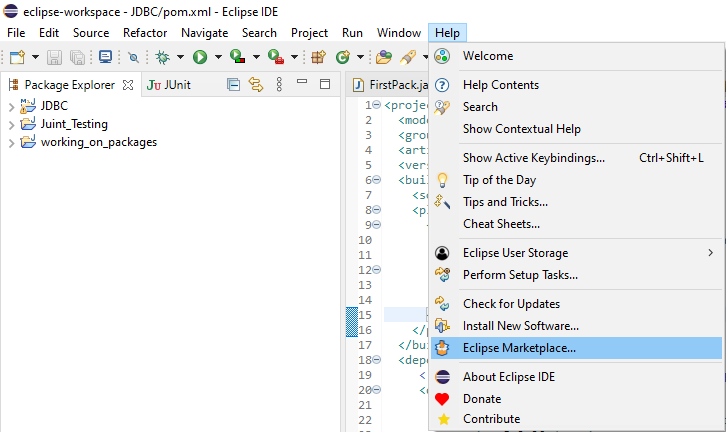 eclipse-workspace - JDBC/pom.xml - Eclipse IDE
File Edit Source Refactor Navigate Search Project Run Window Help
Package Explorer JUnit
JDBC
Juint_Testing
working_on_packages
FirstPack.ja
1 <project
2 <mode
3 <grou
4 <arti
5 <vers
6 <buil
7 <so
8 <pl
9 <
10
11
12
13
14
15
16 </p
17 </bui
18 <depe
19 <
20 <d
21
22
Welcome
Help Contents
Search
Show Contextual Help
Show Active Keybindings... Ctrl+Shift+L
Tip of the Day
Tips and Tricks...
Cheat Sheets...
Eclipse User Storage
Perform Setup Tasks...
Check for Updates
Install New Software...
Eclipse Marketplace...
About Eclipse IDE
Donate
Contribute